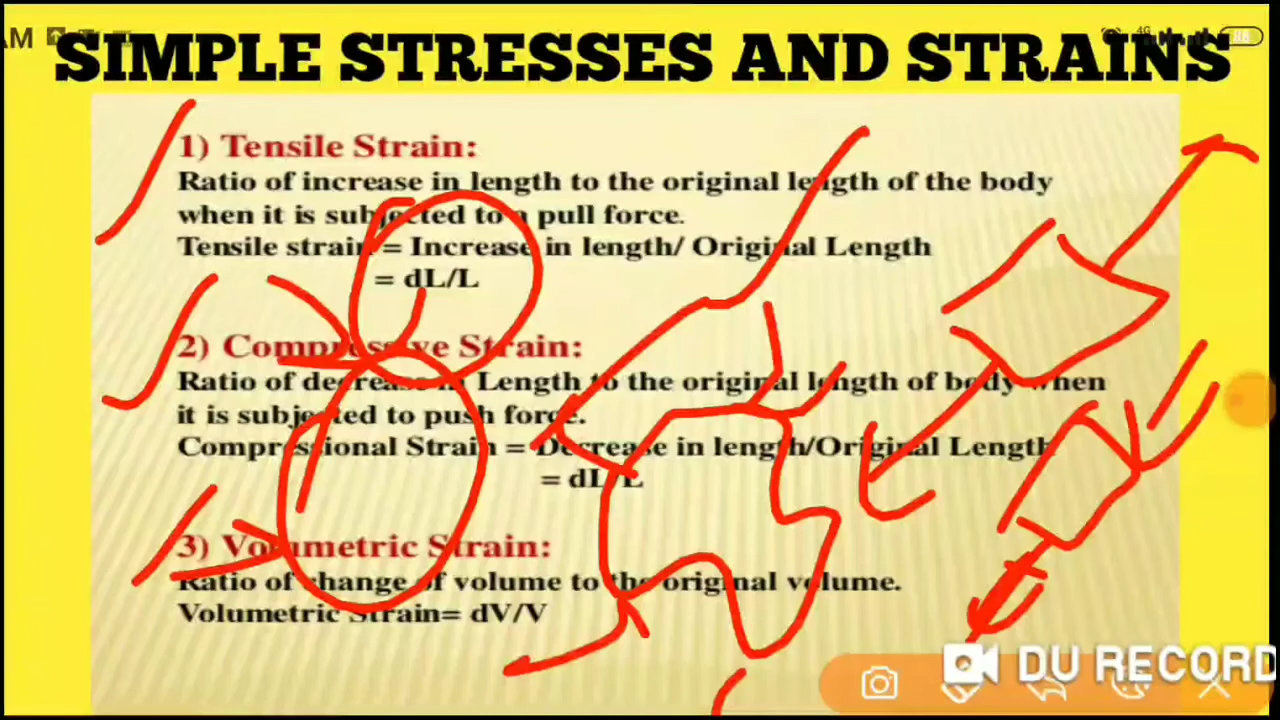 AM
4G
SIMPLE STRESSES AND STRAINS
1) Tensile Strain:
Ratio of increase in length to the original length of the body
when it is subjected to a pull force.
Tensile strain = Increase in length/ Original Length
= dL/L
2) Compressive Strain:
Ratio of decrease in Length to the original length of body when
it is subjected to push force.
Compressional Strain = Decrease in length/Original Length
= dL/L
3) Volumetric Strain:
Ratio of change of volume to the original volume.
Volumetric Strain= dV/V
DU RECORD